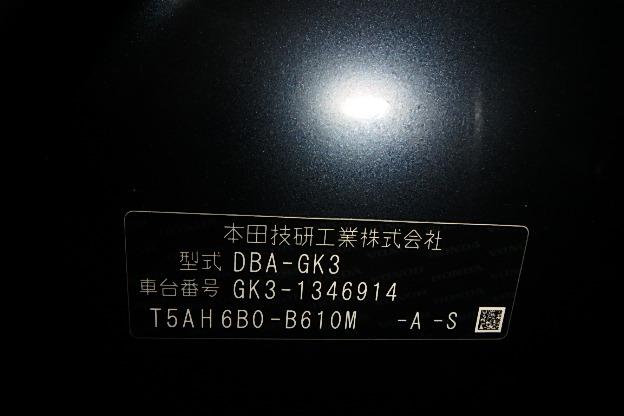 本田技研工業株式会社
型式 DBA-GK3
車台番号 GK3-1346914
T5AH6B0-B610M -A-S